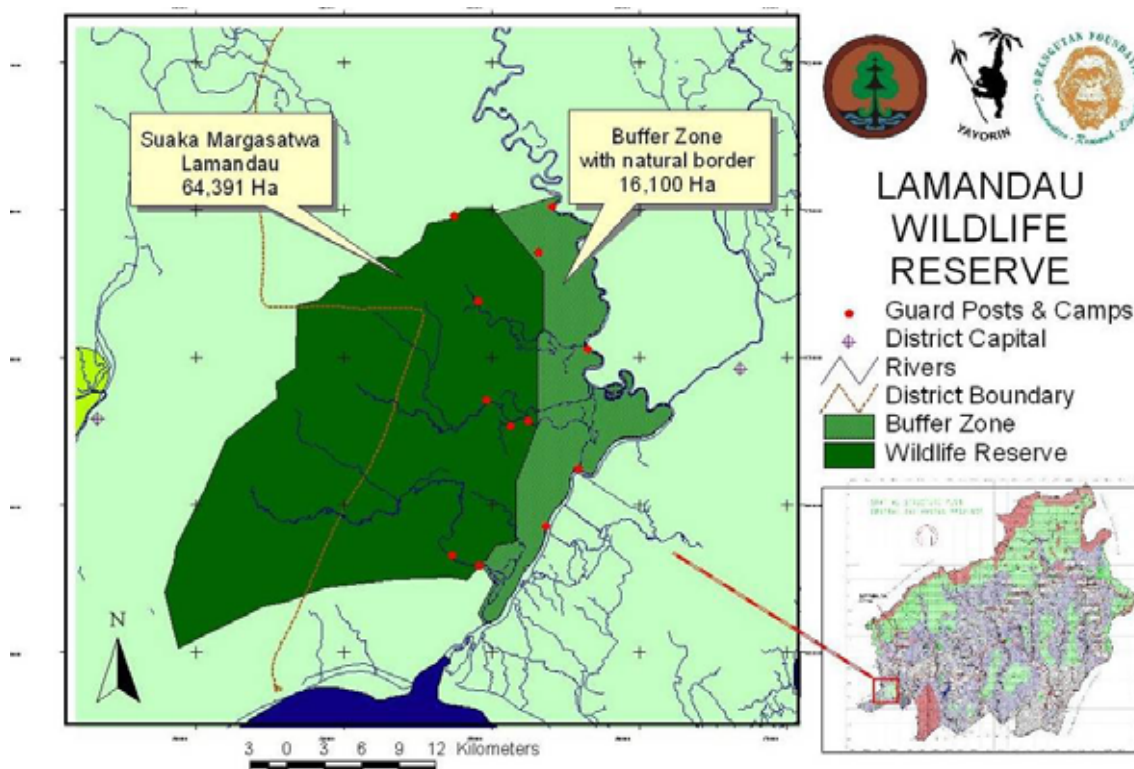 Suaka Margasatwa
Lamandau
64,391 Ha
Buffer Zone
with natural border
16,100 Ha
N
3 0 3 6 9 12 Kilometers
YAYORIN
ORANGUTAN FOUNDATION
LAMANDAU
WILDLIFE
RESERVE
Guard Posts & Camps
District Capital
Rivers
District Boundary
Buffer Zone
Wildlife Reserve